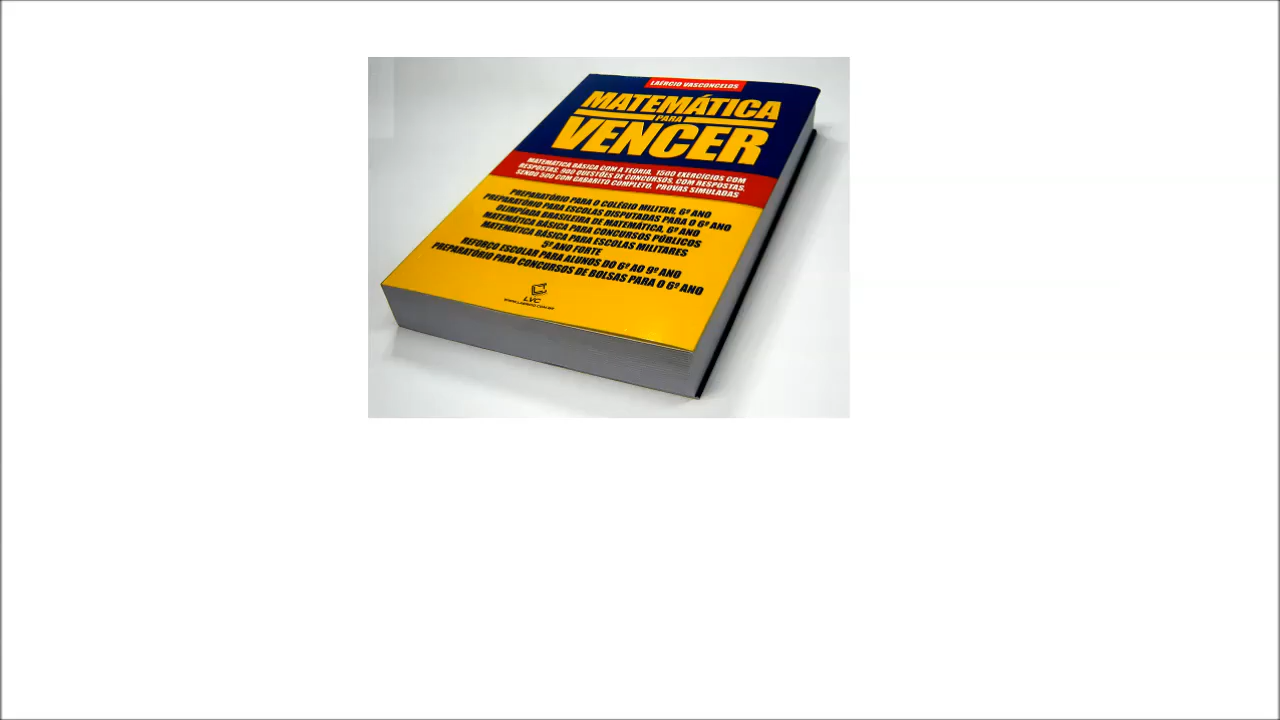 LAÉRCIO VASCONCELOS
MATEMÁTICA
PARA
VENCER
MATEMÁTICA BÁSICA COM A TEORIA, 1500 EXERCÍCIOS COM
RESPOSTAS, 900 QUESTÕES DE CONCURSOS, COM RESPOSTAS,
SENDO 500 COM GABARITO COMPLETO, PROVAS SIMULADAS
PREPARATÓRIO PARA O COLÉGIO MILITAR, 6º ANO
PREPARATÓRIO PARA ESCOLAS DISPUTADAS PARA O 6º ANO
OLIMPÍADA BRASILEIRA DE MATEMÁTICA, 6º ANO
MATEMÁTICA BÁSICA PARA CONCURSOS PÚBLICOS
MATEMÁTICA BÁSICA PARA ESCOLAS MILITARES
5º ANO FORTE
REFORÇO ESCOLAR PARA ALUNOS DO 6º AO 9º ANO
PREPARATÓRIO PARA CONCURSOS DE BOLSAS PARA O 6º ANO
LVC
WWW.LAERCIO.COM.BR